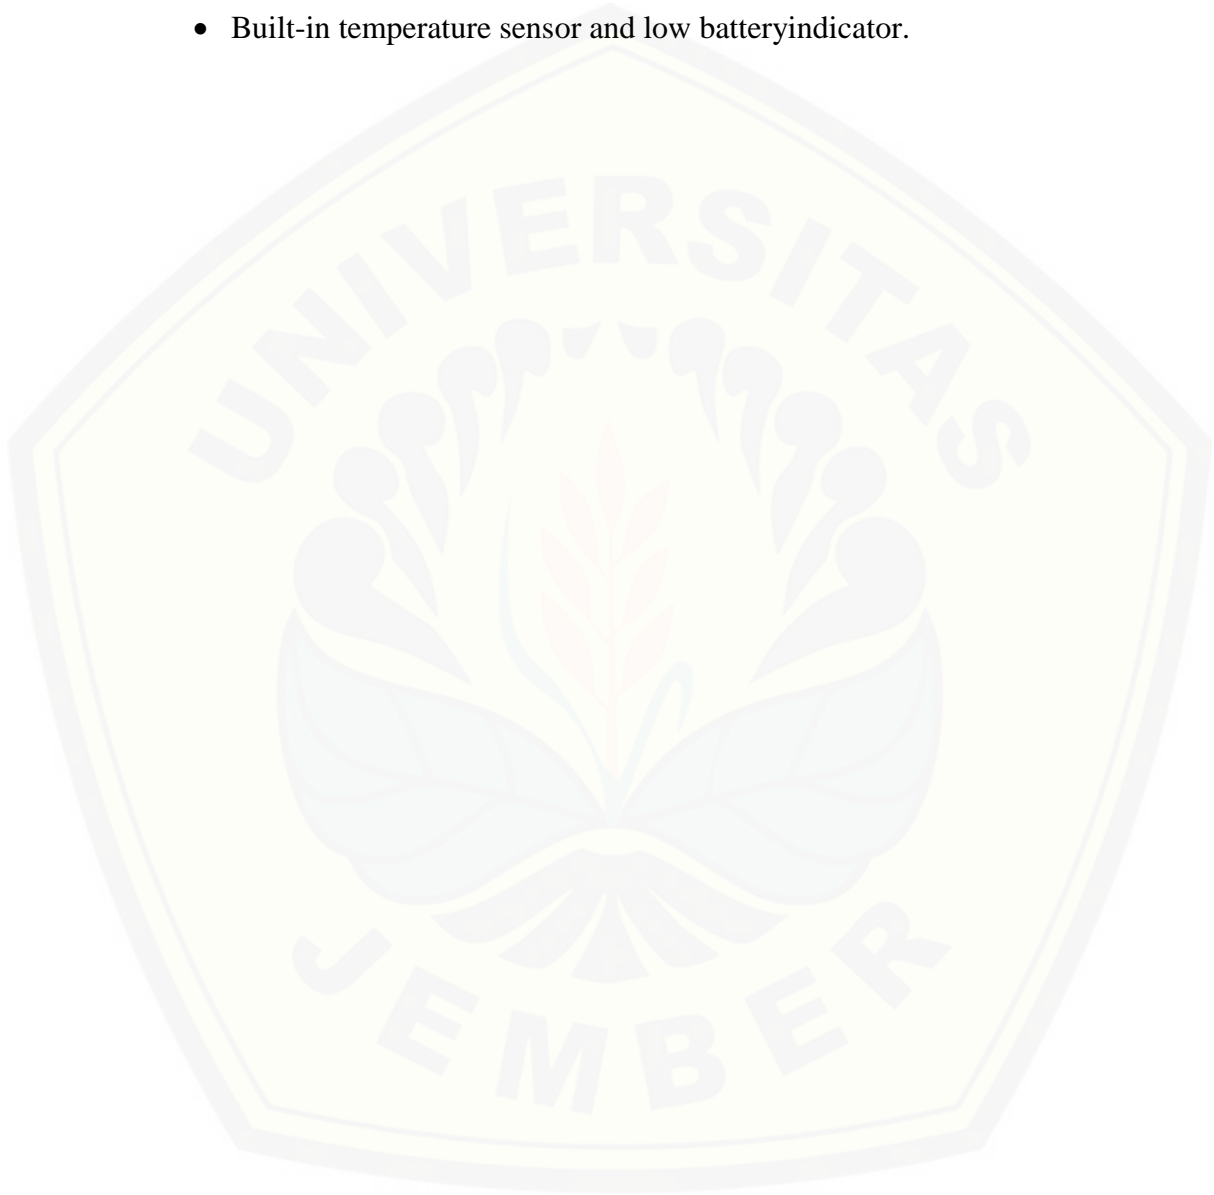 • Built-in temperature sensor and low batteryindicator.
UNIVERSITAS
JEMBER